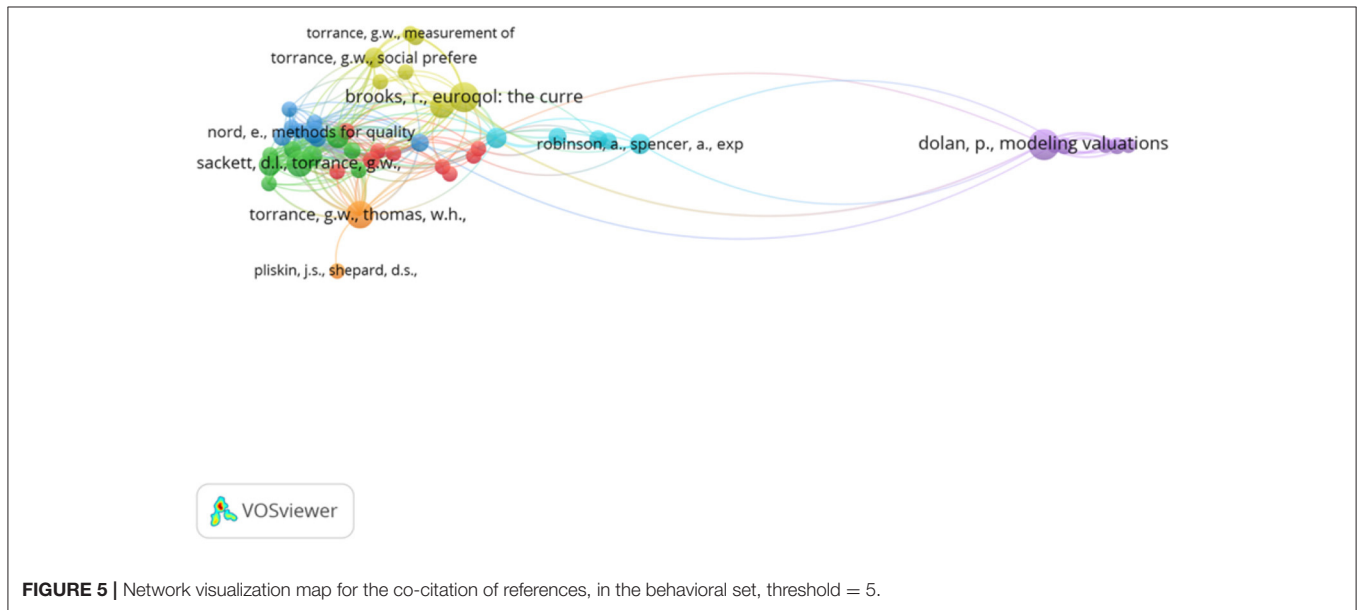 torrance, g.w., measurement of
torrance, g.w., social prefere
brooks, r., euroqol: the curre
nord, e., methods for quality
robinson, a., spencer, a., exp
dolan, p., modeling valuations
sackett, d.l., torrance, g.w.,
torrance, g.w., thomas, w.h.,
pliskin, j.s., shepard, d.s.,
VOSviewer
FIGURE 5 | Network visualization map for the co-citation of references, in the behavioral set, threshold = 5.